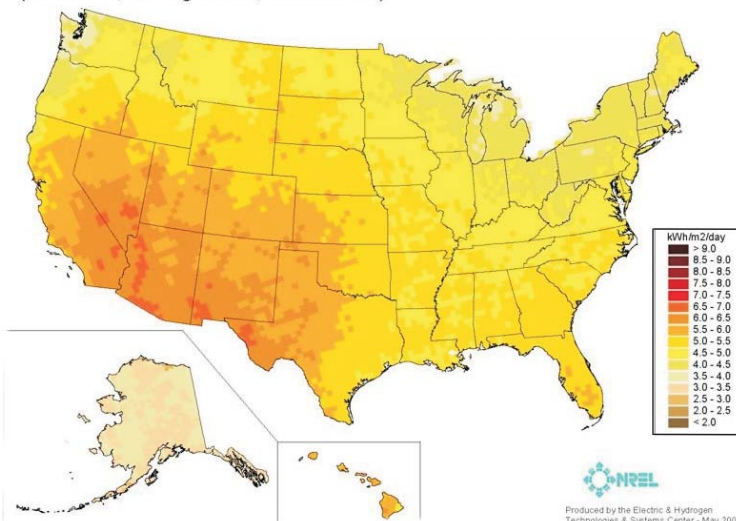 kWh/m2/day
> 9.0
8.5 - 9.0
8.0 - 8.5
7.5 - 8.0
7.0 - 7.5
6.5 - 7.0
6.0 - 6.5
5.5 - 6.0
5.0 - 5.5
4.5 - 5.0
4.0 - 4.5
3.5 - 4.0
3.0 - 3.5
2.5 - 3.0
2.0 - 2.5
< 2.0
NREL
Produced by the Electric & Hydrogen
Technologies & Systems Center - May 200